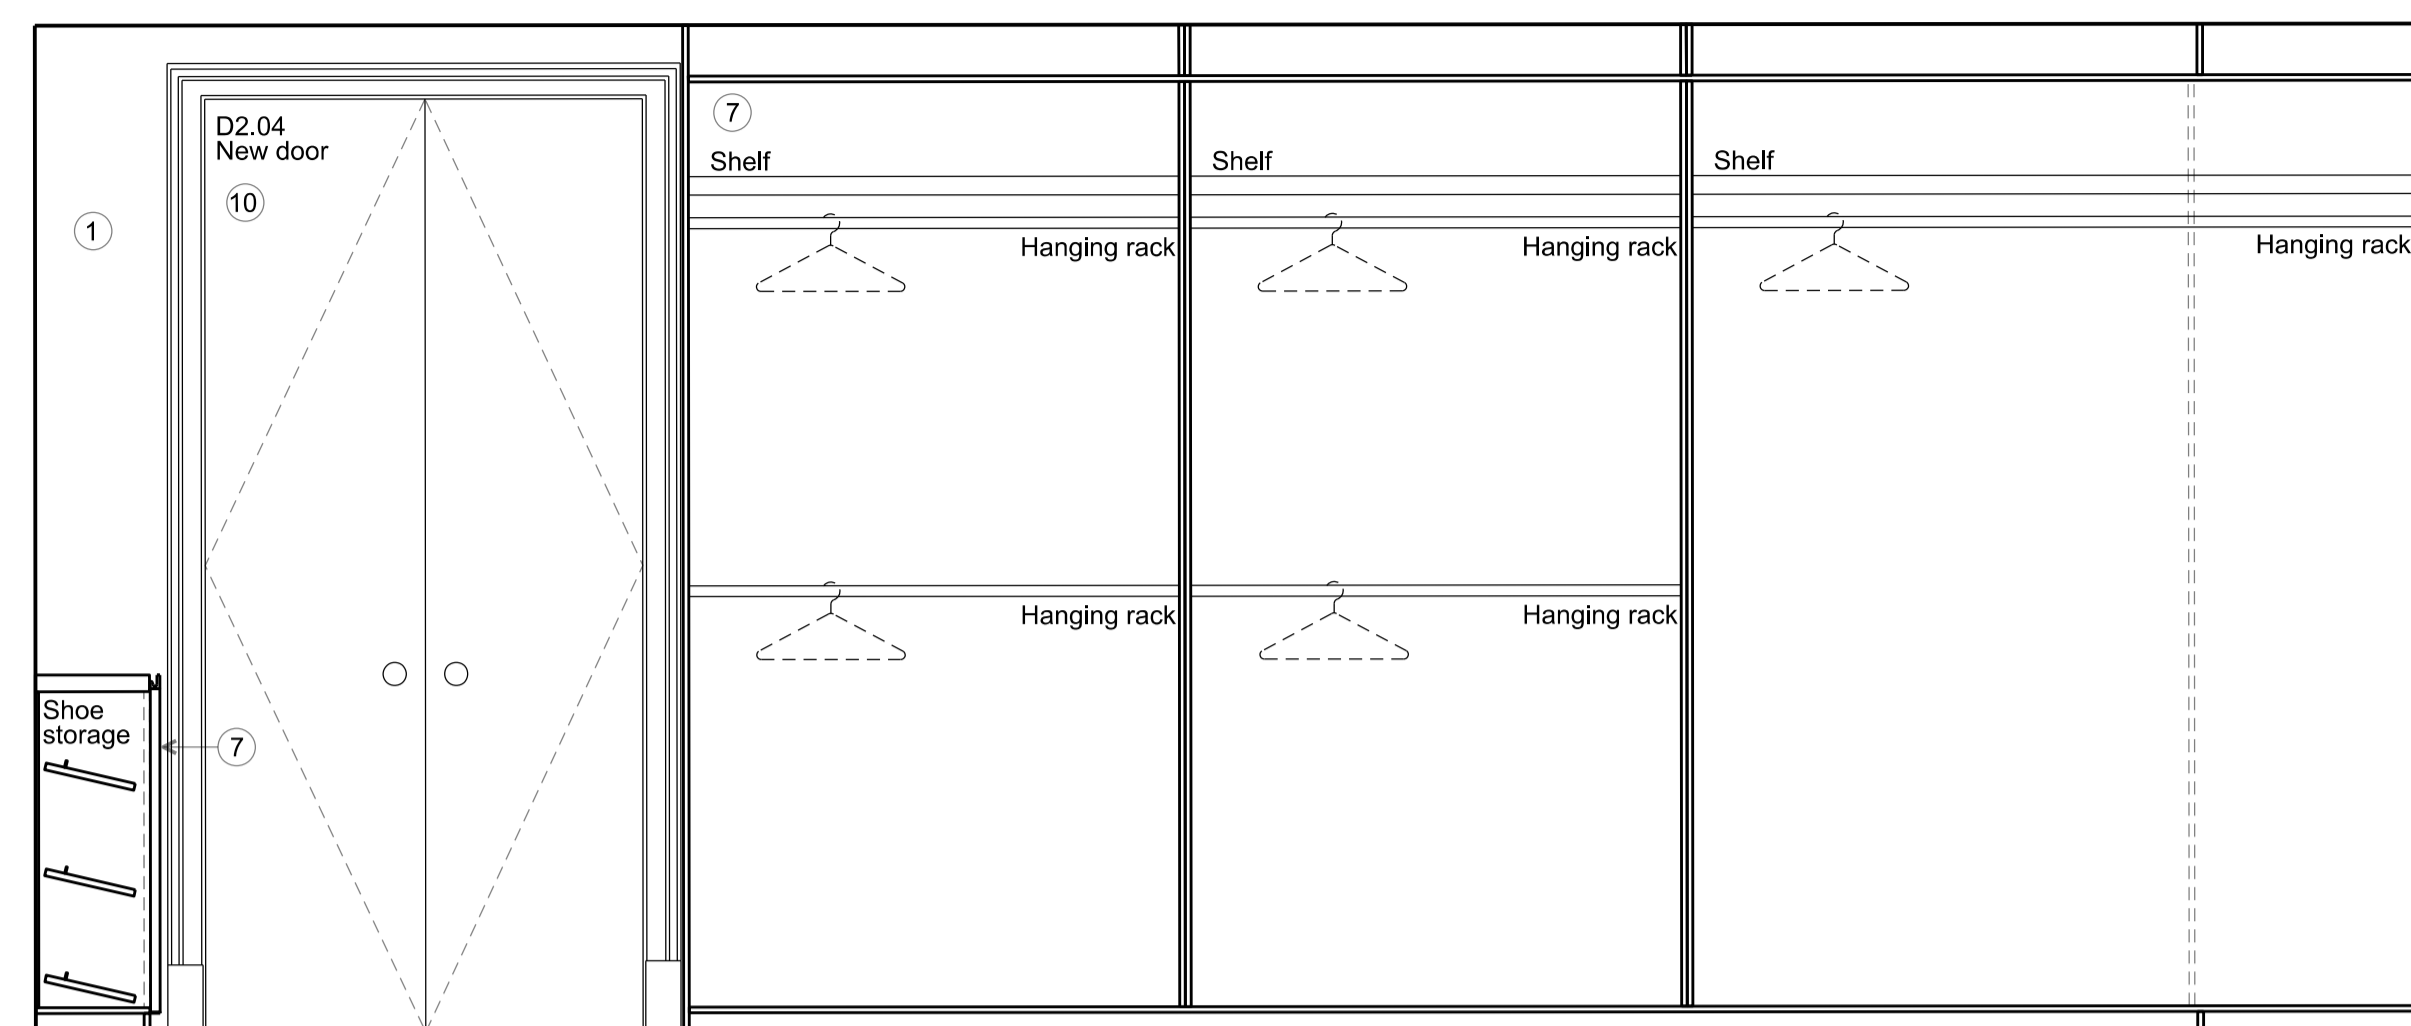 D2.04
New door
10
1
7
Shelf
Shelf
Shelf
Hanging rack
Hanging rack
Hanging rack
Hanging rack
Hanging rack
Shoe
storage
7